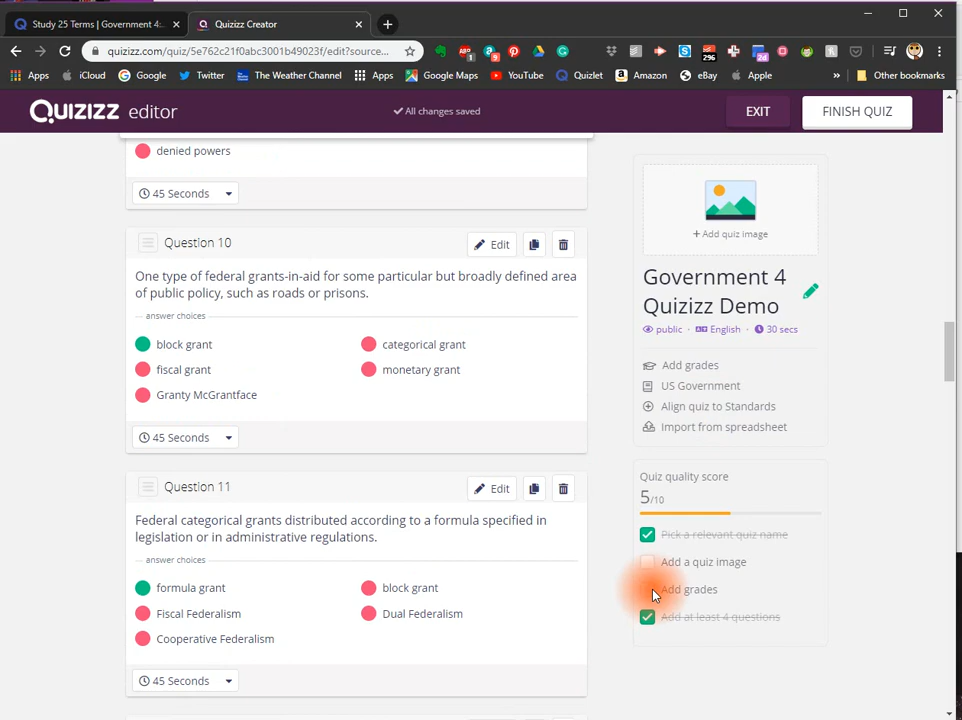 Study 25 Terms | Government 4:
Quizizz Creator
quizizz.com/quiz/5e762c21f0abc3001b49023f/edit?source...
ABP
1
9
296
2d
Apps
iCloud
Google
Twitter
The Weather Channel
Apps
Google Maps
YouTube
Quizlet
Amazon
eBay
Apple
»
Other bookmarks
QUIZIZZ editor
All changes saved
EXIT
FINISH QUIZ
denied powers
45 Seconds
Question 10
Edit
One type of federal grants-in-aid for some particular but broadly defined area
of public policy, such as roads or prisons.
answer choices
block grant
categorical grant
fiscal grant
monetary grant
Granty McGrantface
45 Seconds
Question 11
Edit
Federal categorical grants distributed according to a formula specified in
legislation or in administrative regulations.
answer choices
formula grant
block grant
Fiscal Federalism
Dual Federalism
Cooperative Federalism
45 Seconds
+ Add quiz image
Government 4
Quizizz Demo
public · English · 30 secs
Add grades
US Government
Align quiz to Standards
Import from spreadsheet
Quiz quality score
5/10
Pick a relevant quiz name
Add a quiz image
Add grades
Add at least 4 questions